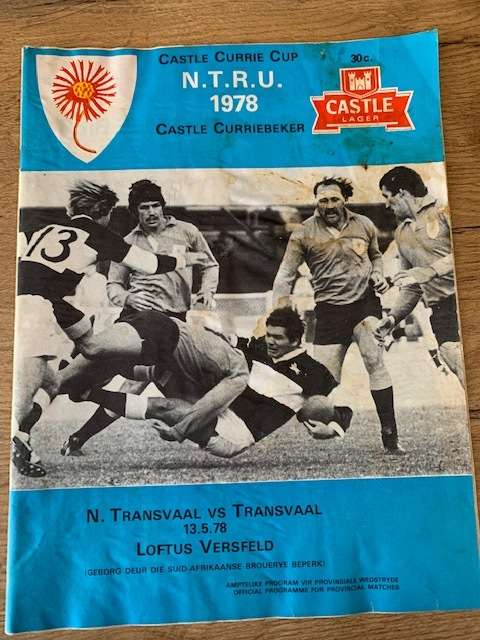 CASTLE CURRIE CUP
30c.
N.T.R.U.
1978
CASTLE CURRIEBEKER
CASTLE
LAGER
13
N. TRANSVAAL VS TRANSVAAL
13.5.78
LOFTUS VERSFELD
(GEBORG DEUR DIE SUID-AFRIKAANSE BROUERYE BEPERK)
AMPTELIKE PROGRAM VIR PROVINSIALE WEDSTRYDE
OFFICIAL PROGRAMME FOR PROVINCIAL MATCHES